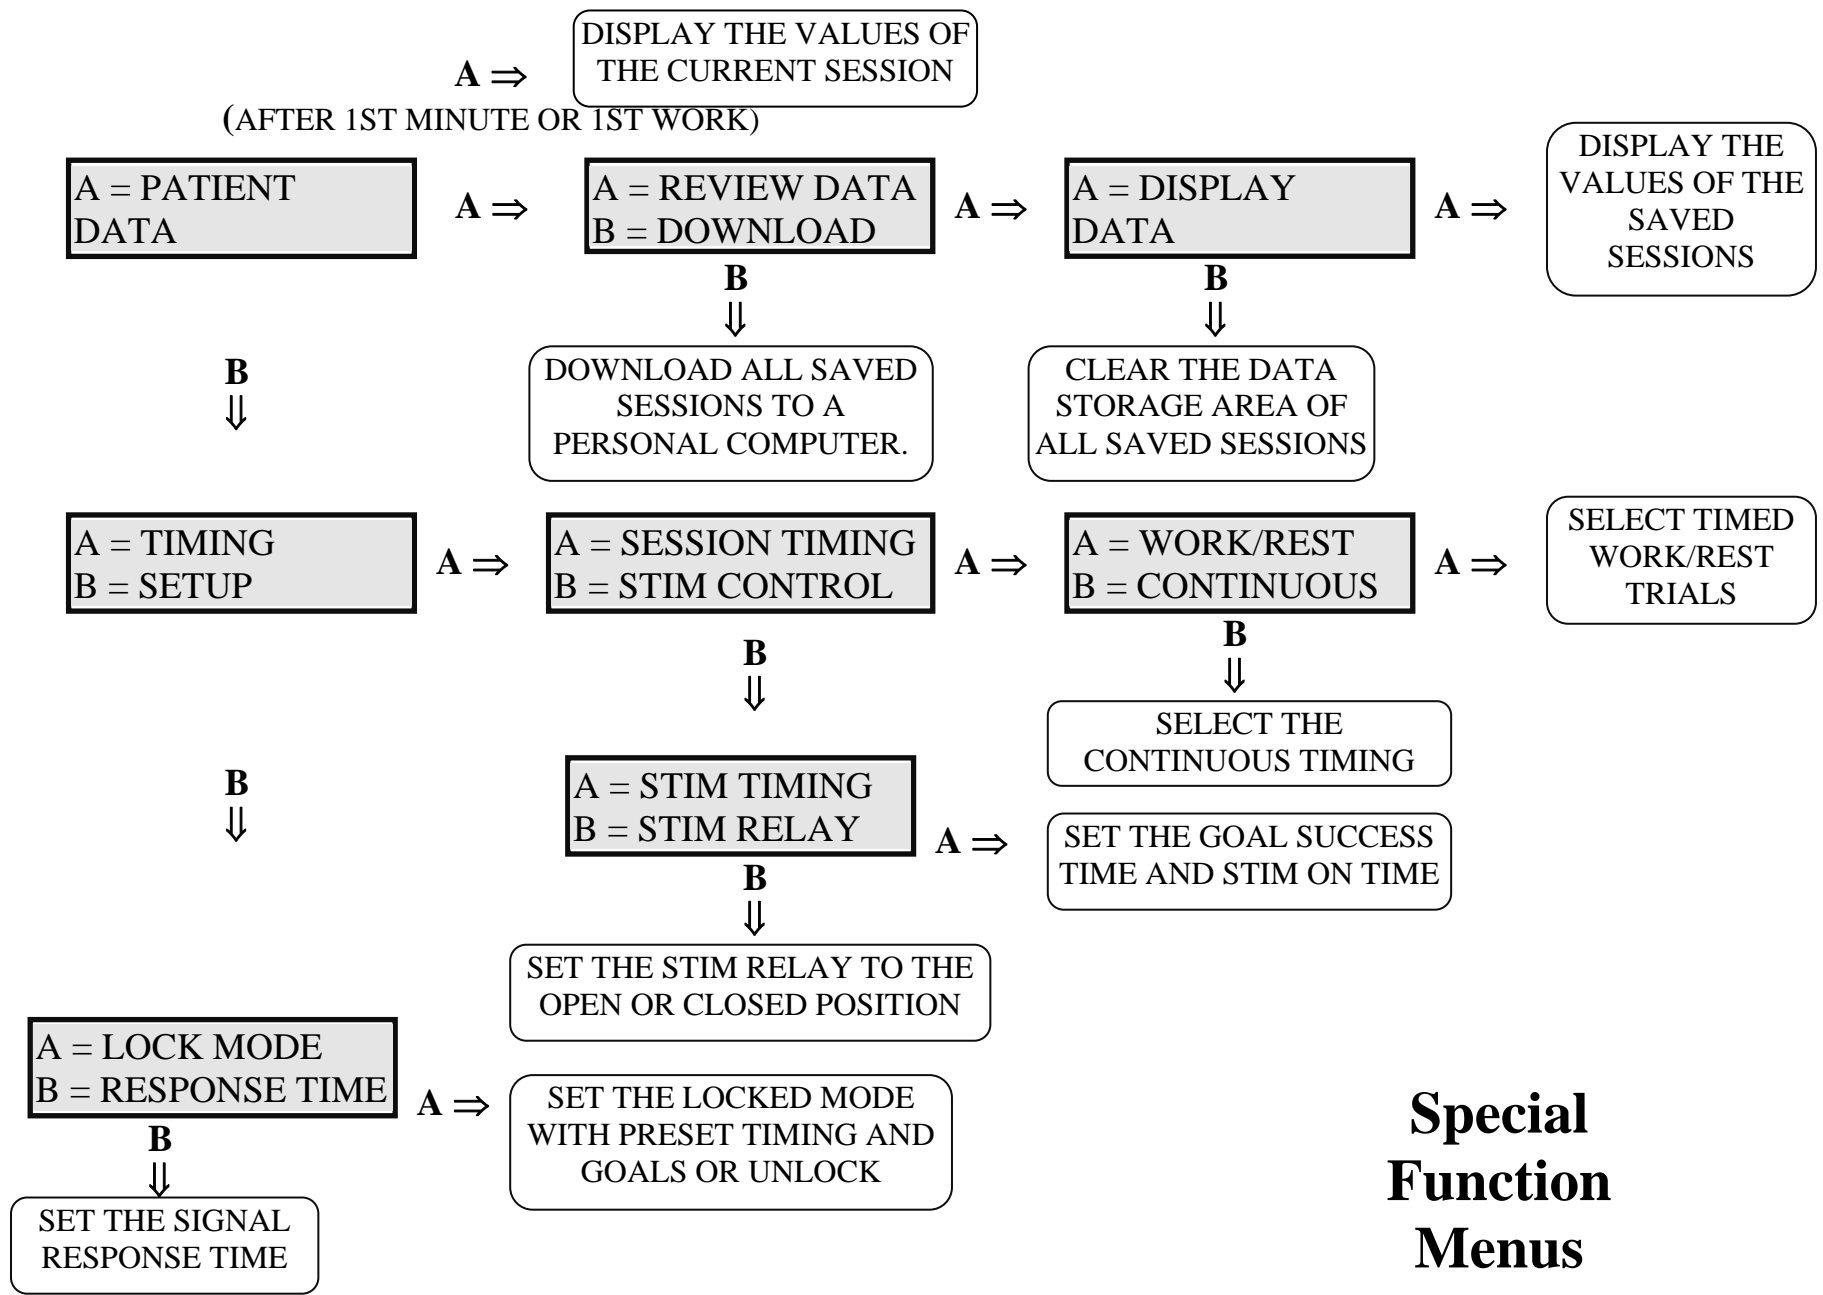 DISPLAY THE VALUES OF
THE CURRENT SESSION
A ⇒
(AFTER 1ST MINUTE OR 1ST WORK)
A = PATIENT
DATA
A ⇒
A = REVIEW DATA
B = DOWNLOAD
A ⇒
A = DISPLAY
DATA
A ⇒
DISPLAY THE
VALUES OF THE
SAVED
SESSIONS
B
⇓
B
⇓
B
⇓
DOWNLOAD ALL SAVED
SESSIONS TO A
PERSONAL COMPUTER.
CLEAR THE DATA
STORAGE AREA OF
ALL SAVED SESSIONS
A = TIMING
B = SETUP
A ⇒
A = SESSION TIMING
B = STIM CONTROL
A ⇒
A = WORK/REST
B = CONTINUOUS
A ⇒
SELECT TIMED
WORK/REST
TRIALS
B
⇓
B
⇓
SELECT THE
CONTINUOUS TIMING
B
⇓
A = STIM TIMING
B = STIM RELAY
A ⇒
SET THE GOAL SUCCESS
TIME AND STIM ON TIME
B
⇓
SET THE STIM RELAY TO THE
OPEN OR CLOSED POSITION
A = LOCK MODE
B = RESPONSE TIME
A ⇒
SET THE LOCKED MODE
WITH PRESET TIMING AND
GOALS OR UNLOCK
B
⇓
SET THE SIGNAL
RESPONSE TIME
Special
Function
Menus